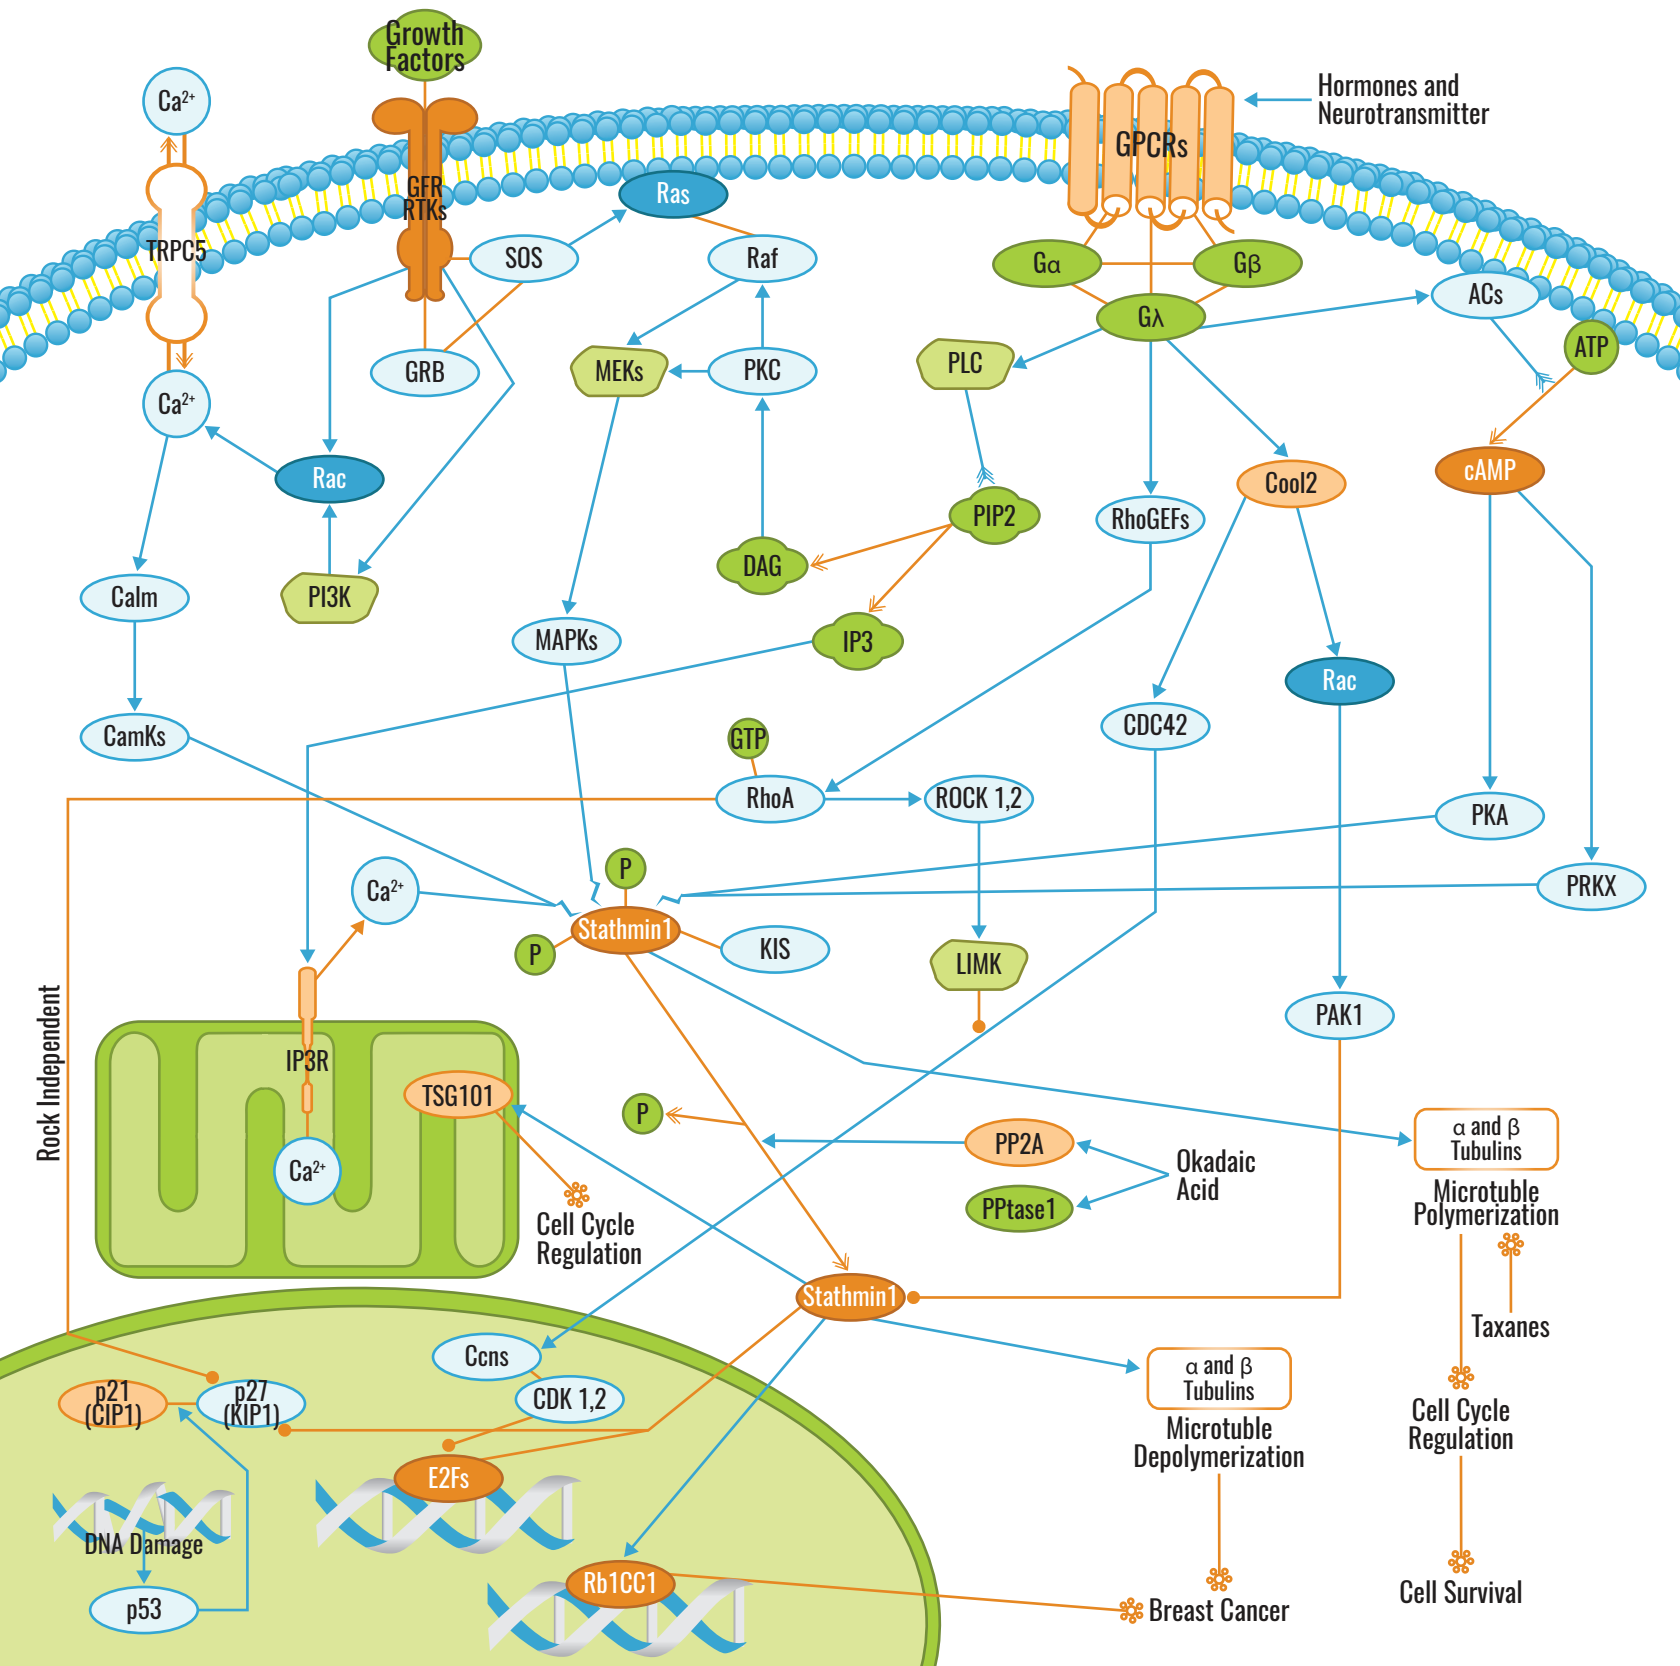 Growth
Factors
Ca²⁺
Hormones and
Neurotransmitter
GPCRs
GFR
RTKs
Ras
TRPC5
SOS
Raf
Gα
Gβ
ACs
Gλ
ATP
GRB
MEKs
PKC
PLC
Ca²⁺
Rac
cAMP
Cool2
PIP2
RhoGEFs
DAG
Calm
PI3K
MAPKs
IP3
Rac
CDC42
CamKs
GTP
RhoA
ROCK 1,2
PKA
P
Ca²⁺
PRKX
Stathmin1
P
KIS
LIMK
PAK1
Rock Independent
IP3R
TSG101
P
PP2A
α and β
Tubulins
Okadaic
Acid
Ca²⁺
PPtase1
Microtuble
Polymerization
Cell Cycle
Regulation
Stathmin1
Taxanes
Ccns
α and β
Tubulins
p21
(CIP1)
p27
(KIP1)
CDK 1,2
Microtuble
Depolymerization
Cell Cycle
Regulation
E2Fs
DNA Damage
Rb1CC1
p53
Breast Cancer
Cell Survival